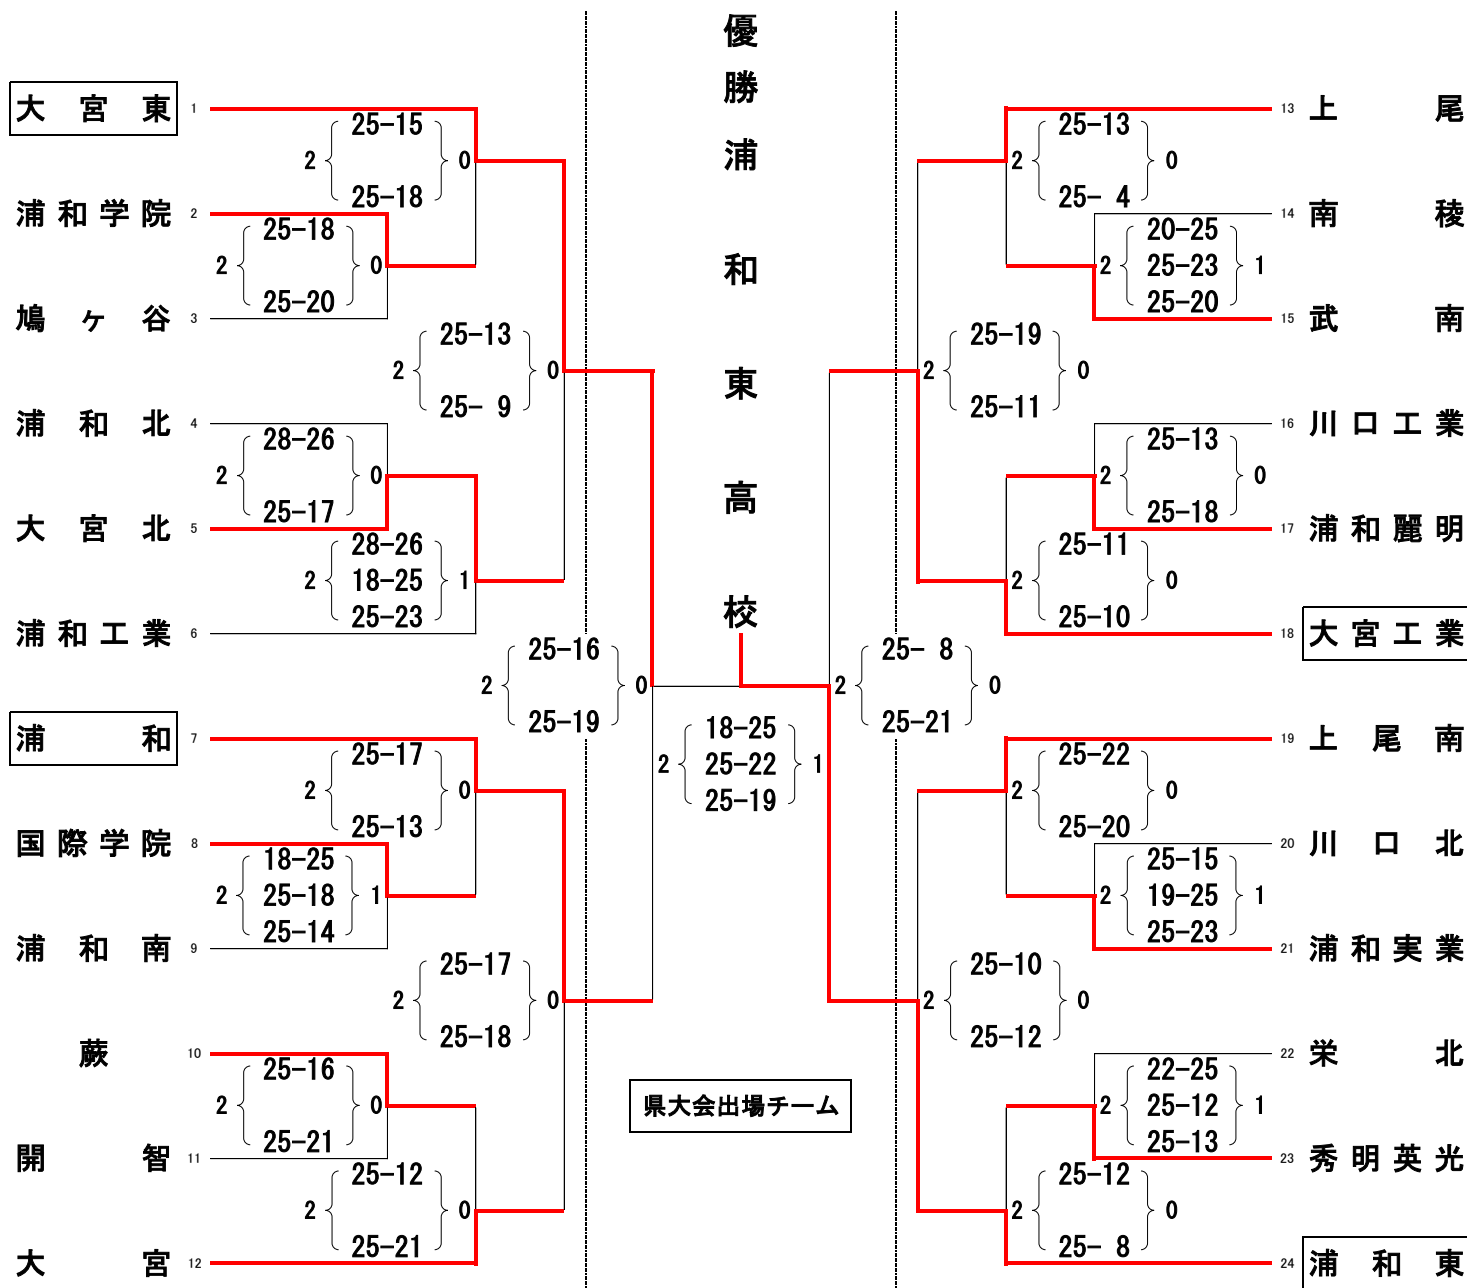 優勝 浦和東高校
大宮東 1
25-15
2 0
25-18
浦和学院 2
25-18
2 0
25-20
鳩ヶ谷 3
25-13
2 0
25- 9
浦和北 4
28-26
2 0
25-17
大宮北 5
28-26
2 18-25 1
25-23
浦和工業 6
25-16
2 0
25-19
浦和 7
25-17
2 0
25-13
国際学院 8
18-25
2 25-18 1
25-14
浦和南 9
25-17
2 0
25-18
蕨 10
25-16
2 0
25-21
開智 11
25-12
2 0
25-21
大宮 12
18-25
2 25-22 1
25-19
県大会出場チーム
13 上尾
25-13
2 0
25- 4
14 南稜
20-25
2 25-23 1
25-20
15 武南
25-19
2 0
25-11
16 川口工業
25-13
2 0
25-18
17 浦和麗明
25-11
2 0
25-10
18 大宮工業
25- 8
2 0
25-21
19 上尾南
25-22
2 0
25-20
20 川口北
25-15
2 19-25 1
25-23
21 浦和実業
25-10
2 0
25-12
22 栄北
22-25
2 25-12 1
25-13
23 秀明英光
25-12
2 0
25- 8
24 浦和東